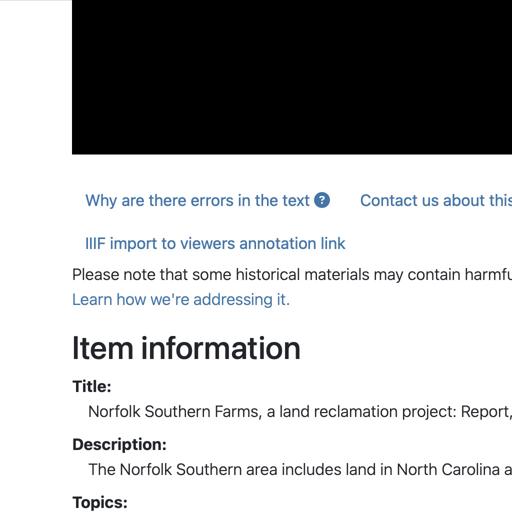 Why are there errors in the text ? Contact us about this
IIIF import to viewers annotation link
Please note that some historical materials may contain harmfu
Learn how we're addressing it.
Item information
Title:
Norfolk Southern Farms, a land reclamation project: Report,
Description:
The Norfolk Southern area includes land in North Carolina a
Topics: